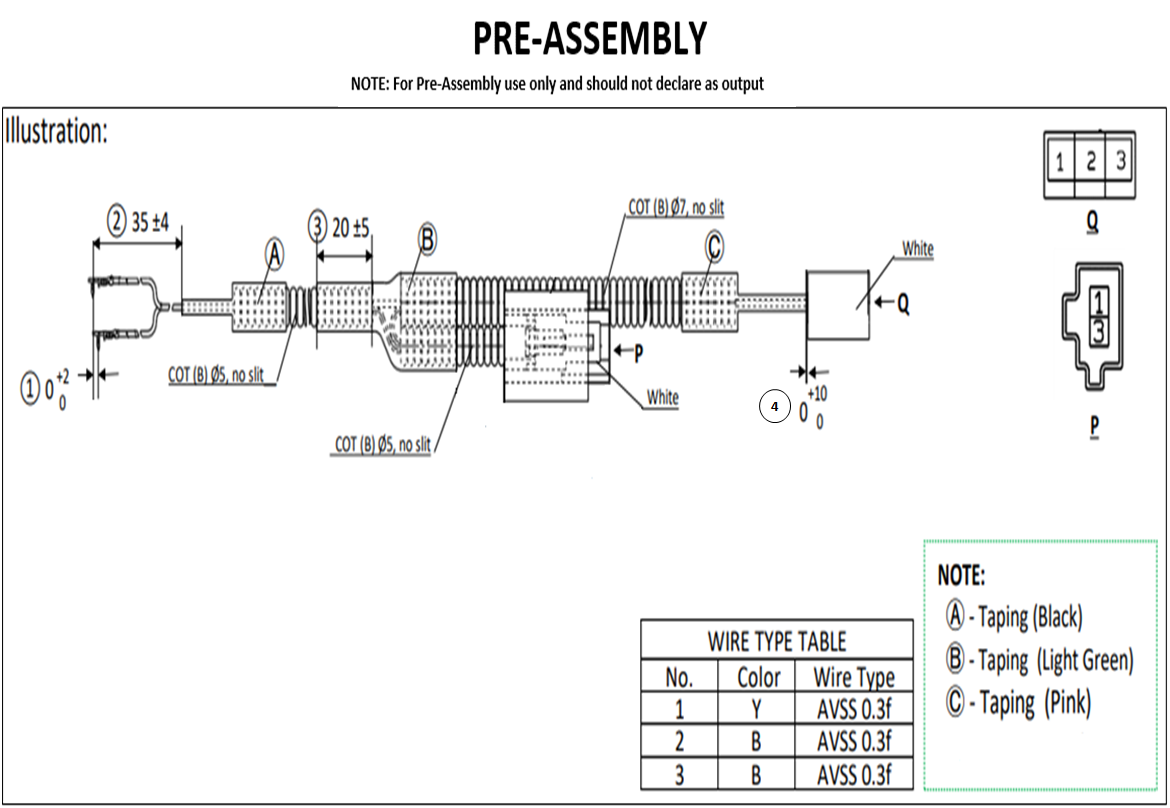 PRE-ASSEMBLY
NOTE: For Pre-Assembly use only and should not declare as output
Illustration:
1 2 3
Q
COT (B) Ø7, no slit
② 35 ±4
③ 20 ±5
Ⓐ
Ⓑ
Ⓒ
White
Q
1
3
P
P
① 0 +2 0
COT (B) Ø5, no slit
White
④ 0 +10 0
COT (B) Ø5, no slit
NOTE:
Ⓐ - Taping (Black)
Ⓑ - Taping (Light Green)
Ⓒ - Taping (Pink)
WIRE TYPE TABLE
No. Color Wire Type
1 Y AVSS 0.3f
2 B AVSS 0.3f
3 B AVSS 0.3f